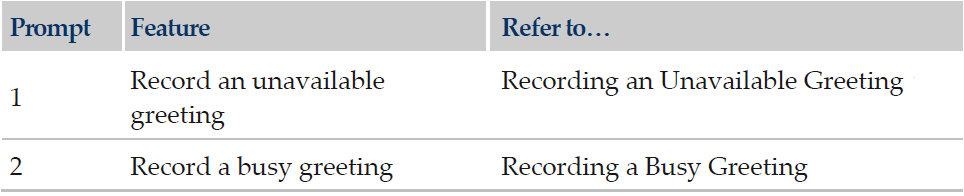 Prompt Feature Refer to…
1 Record an unavailable greeting Recording an Unavailable Greeting
2 Record a busy greeting Recording a Busy Greeting